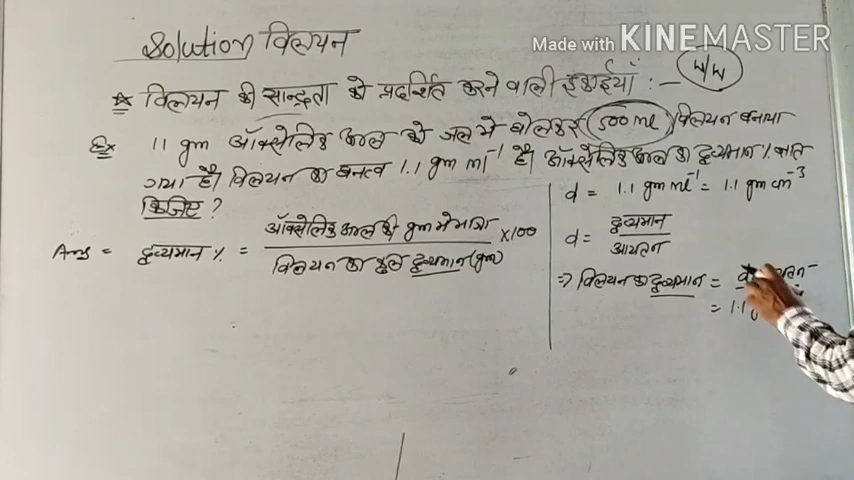 Made with KINEMASTER
Solution विलयन
W/W
* विलयन की सान्द्रता को प्रदर्शित करने वाली इकाईयाँ :-
Ex 11 gm ऑक्सेलिक अम्ल को जल में घोलकर 500 ml विलयन बनाया
गया है। विलयन का घनत्व 1.1 gm ml⁻¹ है। ऑक्सेलिक अम्ल का द्रव्यमान % ज्ञात
किजिए ?
Ans = द्रव्यमान % = ऑक्सेलिक अम्ल की gm में मात्रा × 100
विलयन का कुल द्रव्यमान (gm)
d = 1.1 gm ml⁻¹ = 1.1 gm cm⁻³
d = द्रव्यमान
आयतन
⇒ विलयन का द्रव्यमान =
= 1.1